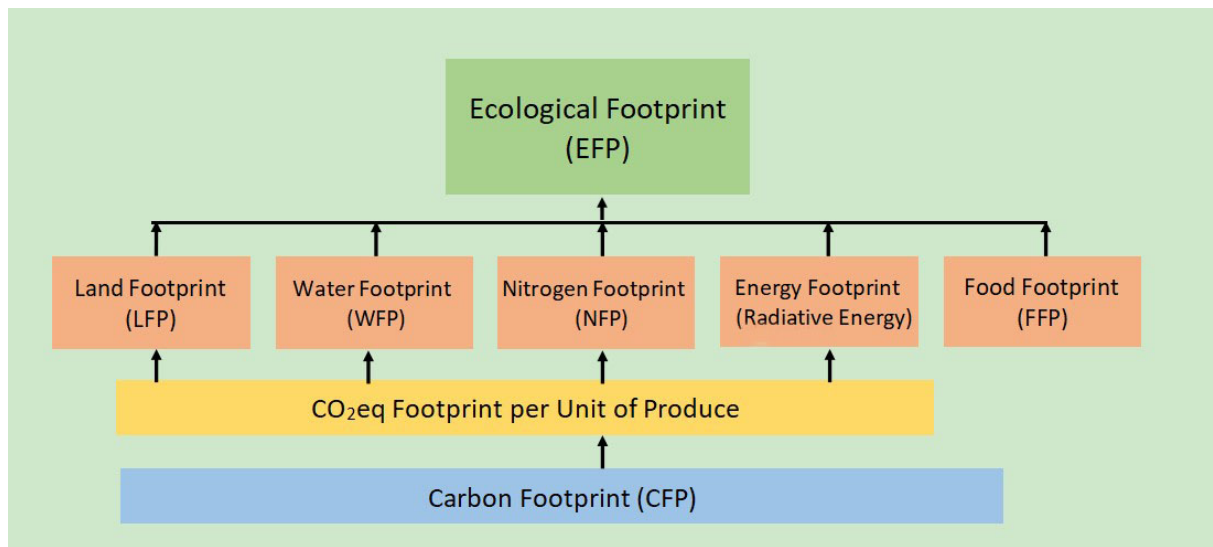 Ecological Footprint
(EFP)
Land Footprint
(LFP)
Water Footprint
(WFP)
Nitrogen Footprint
(NFP)
Energy Footprint
(Radiative Energy)
Food Footprint
(FFP)
CO₂eq Footprint per Unit of Produce
Carbon Footprint (CFP)